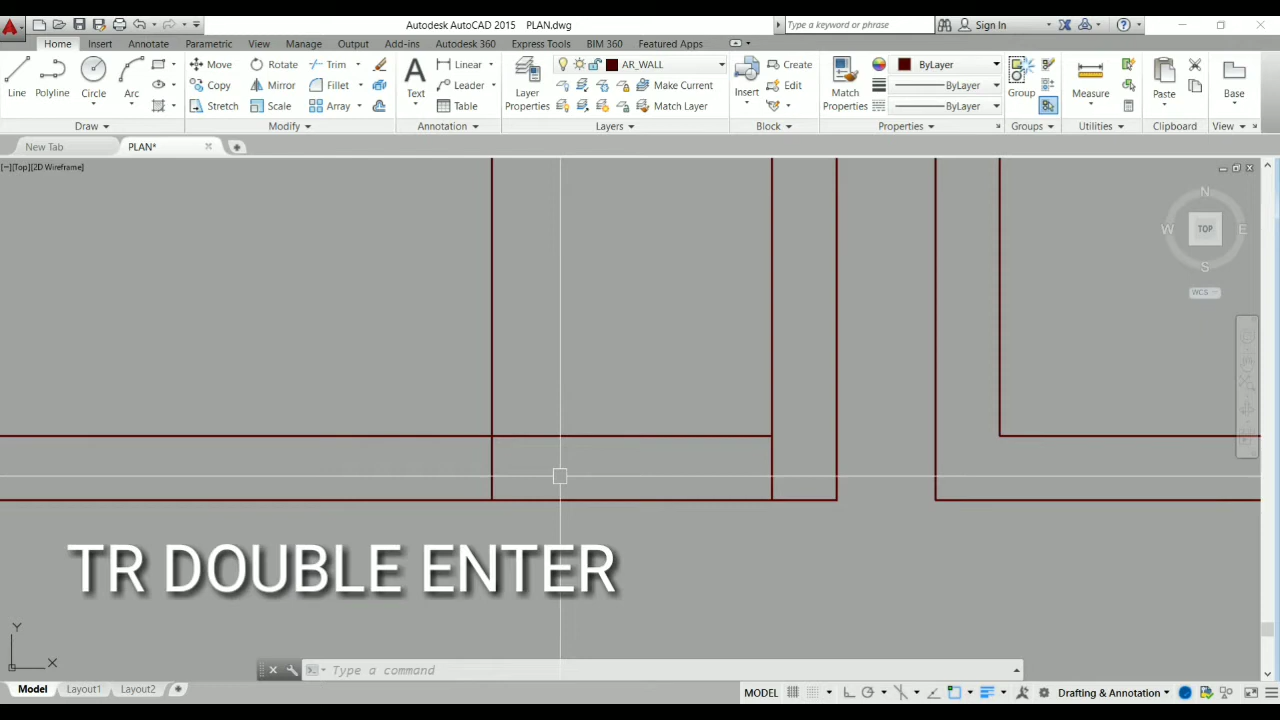 Autodesk AutoCAD 2015 PLAN.dwg
Type a keyword or phrase
Sign In
Home Insert Annotate Parametric View Manage Output Add-ins Autodesk 360 Express Tools BIM 360 Featured Apps
Line Polyline Circle Arc
Move Rotate Trim
Copy Mirror Fillet
Stretch Scale Array
Text
Linear
Leader
Table
Layer Properties
AR_WALL
Make Current
Match Layer
Insert
Create
Edit
Match Properties
ByLayer
ByLayer
ByLayer
Group
Measure
Paste
Base
Draw Modify Annotation Layers Block Properties Groups Utilities Clipboard View
New Tab PLAN*
[−][Top][2D Wireframe]
N
W TOP E
S
WCS
TR DOUBLE ENTER
Y
X
Type a command
Model Layout1 Layout2
MODEL
Drafting & Annotation